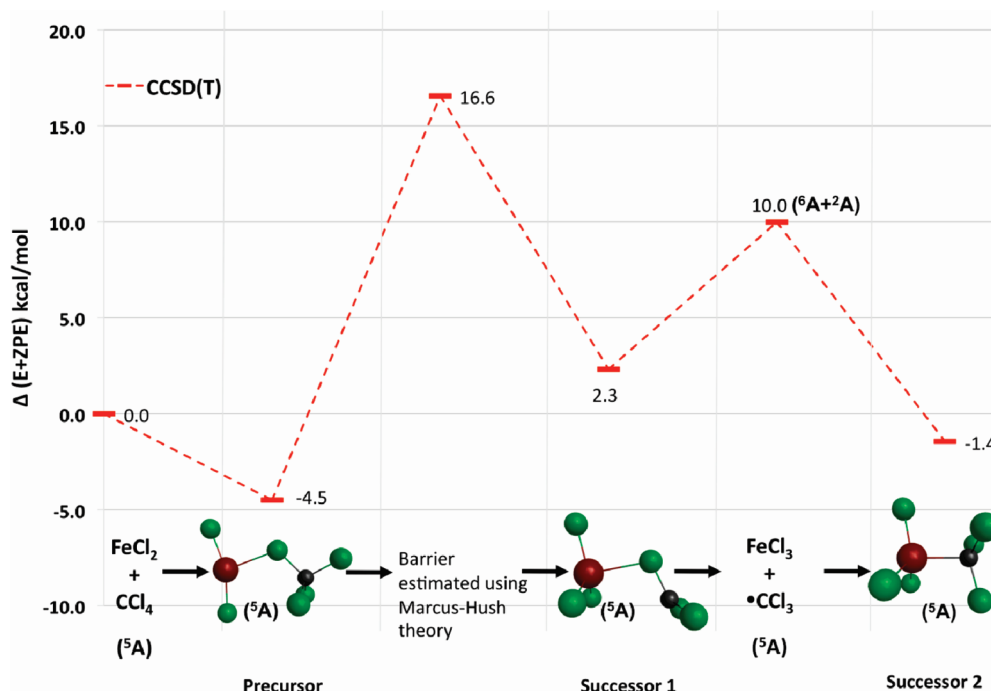 20.0
CCSD(T)
16.6
15.0
10.0 (⁶A+²A)
10.0
Δ (E+ZPE) kcal/mol
5.0
2.3
0.0
0.0
-1.4
-4.5
-5.0
-10.0
FeCl₂
+
CCl₄
(⁵A)
(⁵A)
Barrier
estimated using
Marcus-Hush
theory
(⁵A)
FeCl₃
+
•CCl₃
(⁵A)
(⁵A)
Precursor
Successor 1
Successor 2